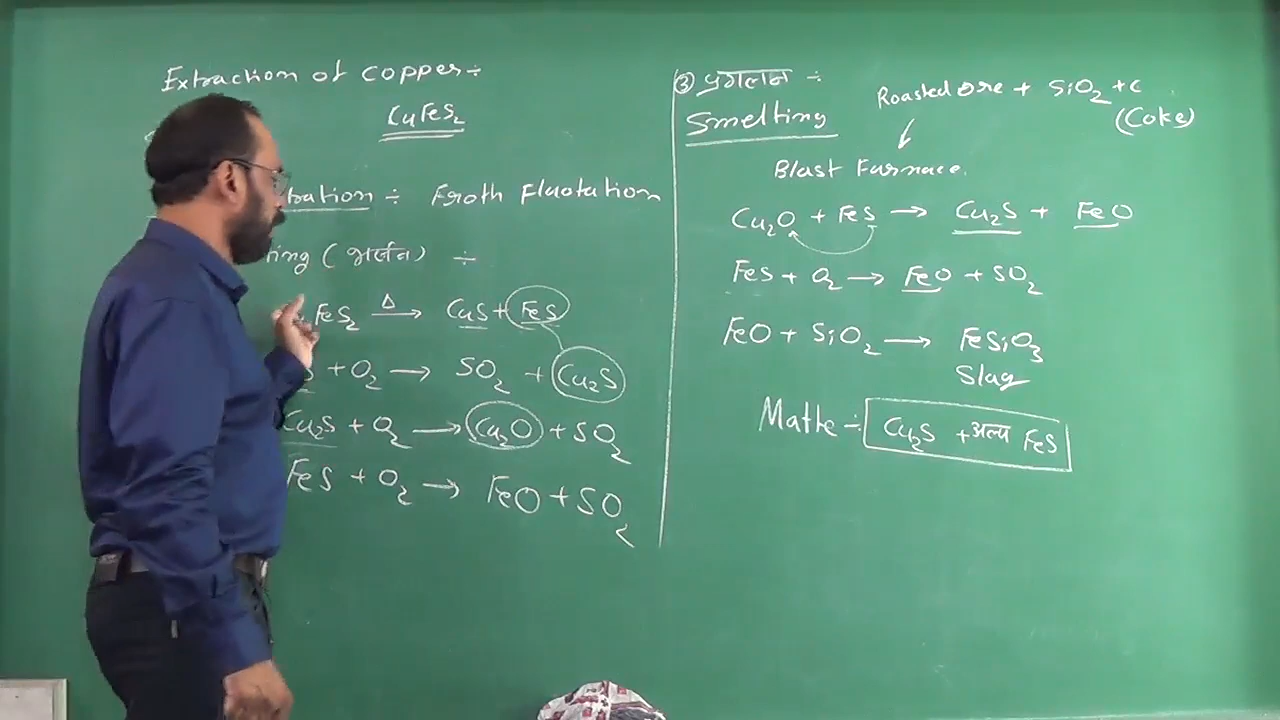 Extraction of copper ÷
CuFeS₂
tration ÷ Froth Fluotation
ing (भर्जन) ÷
FeS₂ Δ→ CuS + FeS
S + O₂ → SO₂ + Cu₂S
Cu₂S + O₂ → Cu₂O + SO₂
FeS + O₂ → FeO + SO₂
③ प्रगलन ÷
Smelting
Roasted Ore + SiO₂ + C
(Coke)
Blast Furnace.
Cu₂O + FeS → Cu₂S + FeO
FeS + O₂ → FeO + SO₂
FeO + SiO₂ → FeSiO₃
Slag
Matte ÷ Cu₂S + अल्प FeS